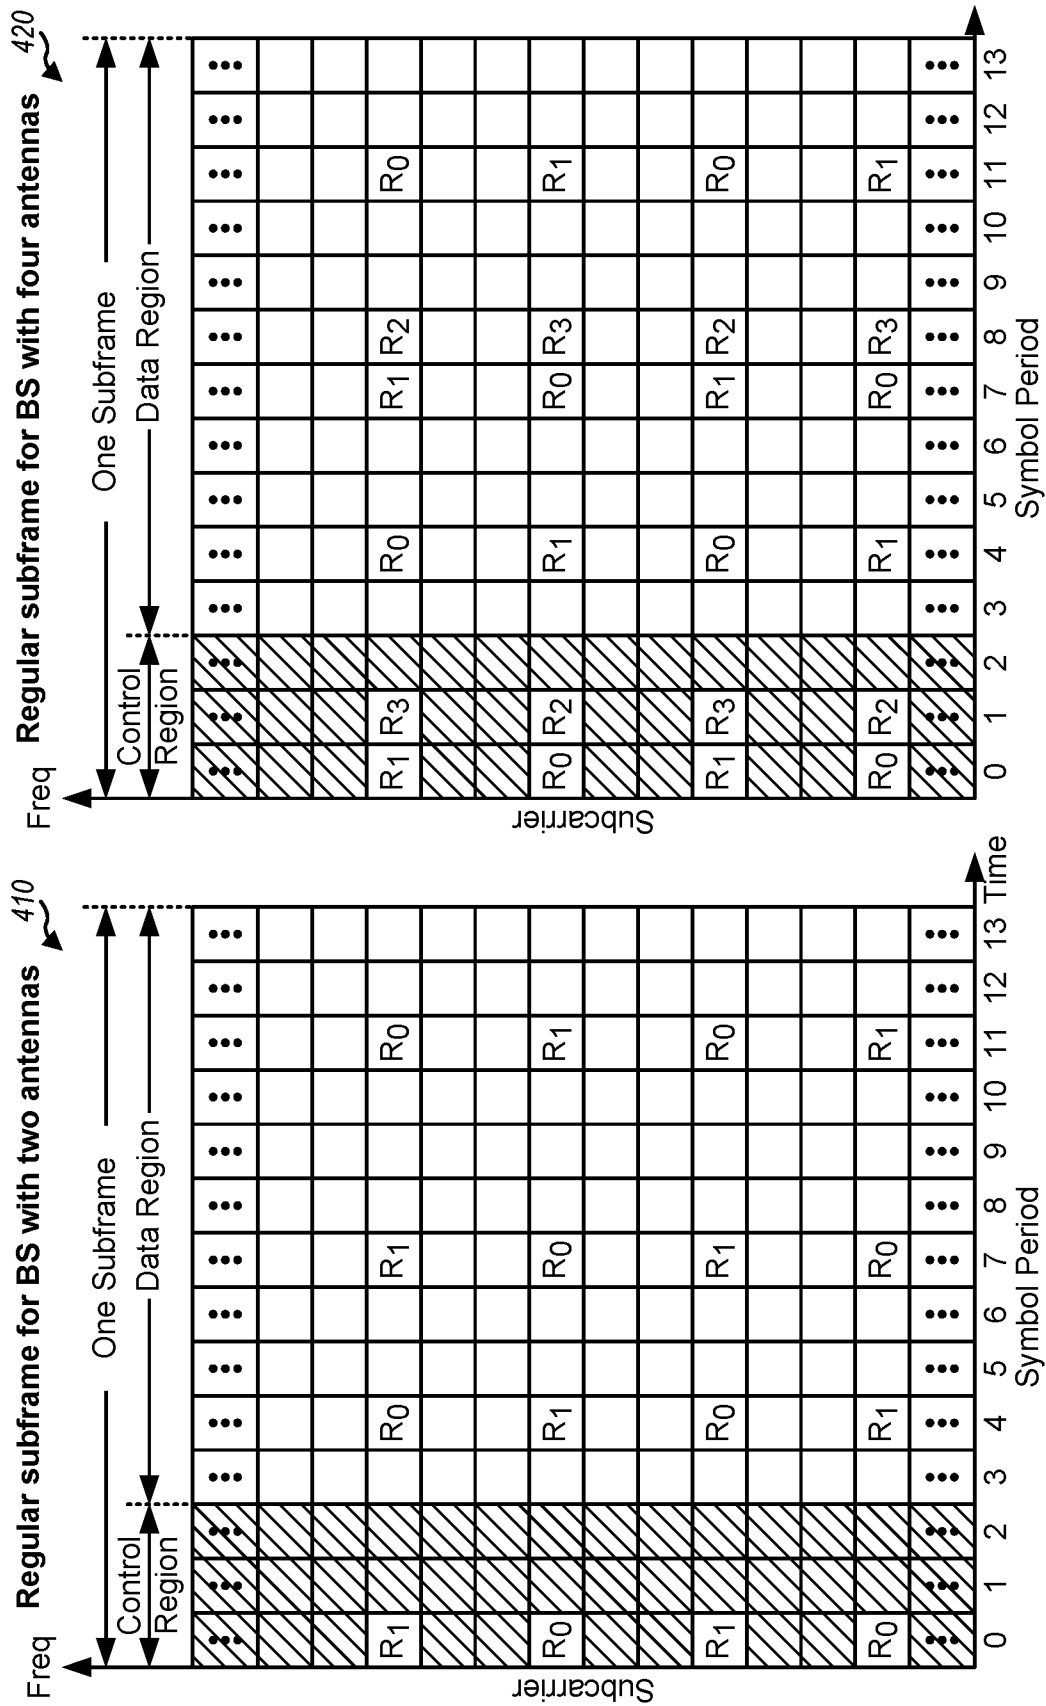 Regular subframe for BS with two antennas
410
Freq
One Subframe
Control
Region
Data Region
Subcarrier
R0 R1 R0 R1
R1 R0 R1 R0
R0 R1 R0 R1
R1 R0 R1 R0
0 1 2 3 4 5 6 7 8 9 10 11 12 13
Time
Symbol Period
Regular subframe for BS with four antennas
420
Freq
One Subframe
Control
Region
Data Region
Subcarrier
R1 R3 R0 R1 R2 R0
R0 R2 R1 R0 R3 R1
R1 R3 R0 R1 R2 R0
R0 R2 R1 R0 R3 R1
0 1 2 3 4 5 6 7 8 9 10 11 12 13
Symbol Period